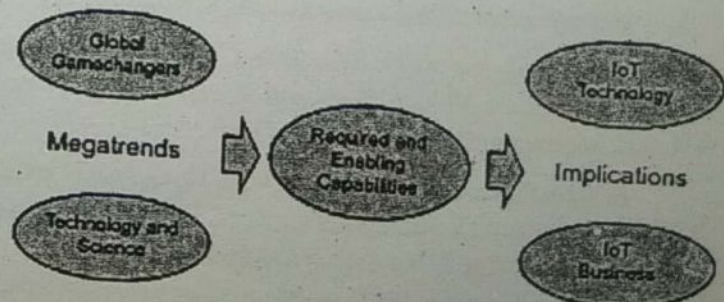 Global
Gamechangers
Megatrends
Technology and
Science
Required and
Enabling
Capabilities
IoT
Technology
Implications
IoT
Business